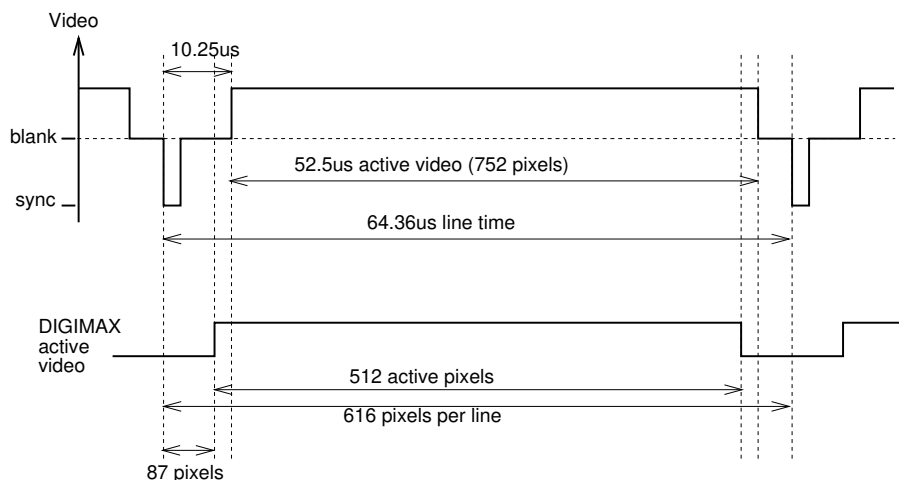 Video
10.25us
blank
52.5us active video (752 pixels)
sync
64.36us line time
DIGIMAX
active
video
512 active pixels
616 pixels per line
87 pixels